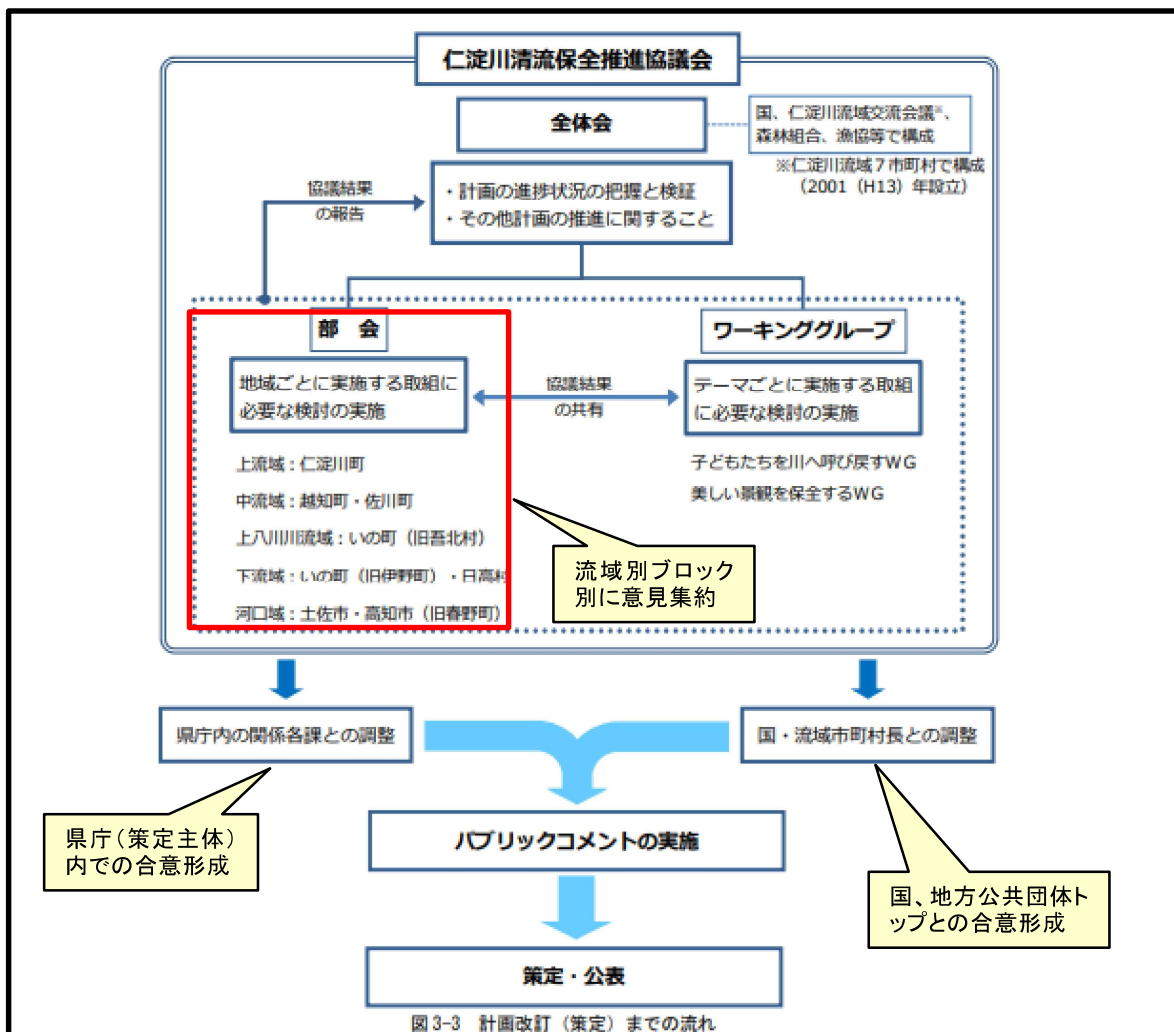 仁淀川清流保全推進協議会
全体会
国、仁淀川流域交流会議※、
森林組合、漁協等で構成
※仁淀川流域7市町村で構成
(2001(H13)年設立)
協議結果
の報告
・計画の進捗状況の把握と検証
・その他計画の推進に関すること
部 会
ワーキンググループ
地域ごとに実施する取組に
必要な検討の実施
協議結果
の共有
テーマごとに実施する取組
に必要な検討の実施
上流域:仁淀川町
中流域:越知町・佐川町
上八川川流域:いの町(旧吾北村)
下流域:いの町(旧伊野町)・日高村
河口域:土佐市・高知市(旧春野町)
子どもたちを川へ呼び戻すWG
美しい景観を保全するWG
流域別ブロック
別に意見集約
県庁内の関係各課との調整
国・流域市町村長との調整
県庁(策定主体)
内での合意形成
パブリックコメントの実施
国、地方公共団体ト
ップとの合意形成
策定・公表
図3-3 計画改訂(策定)までの流れ